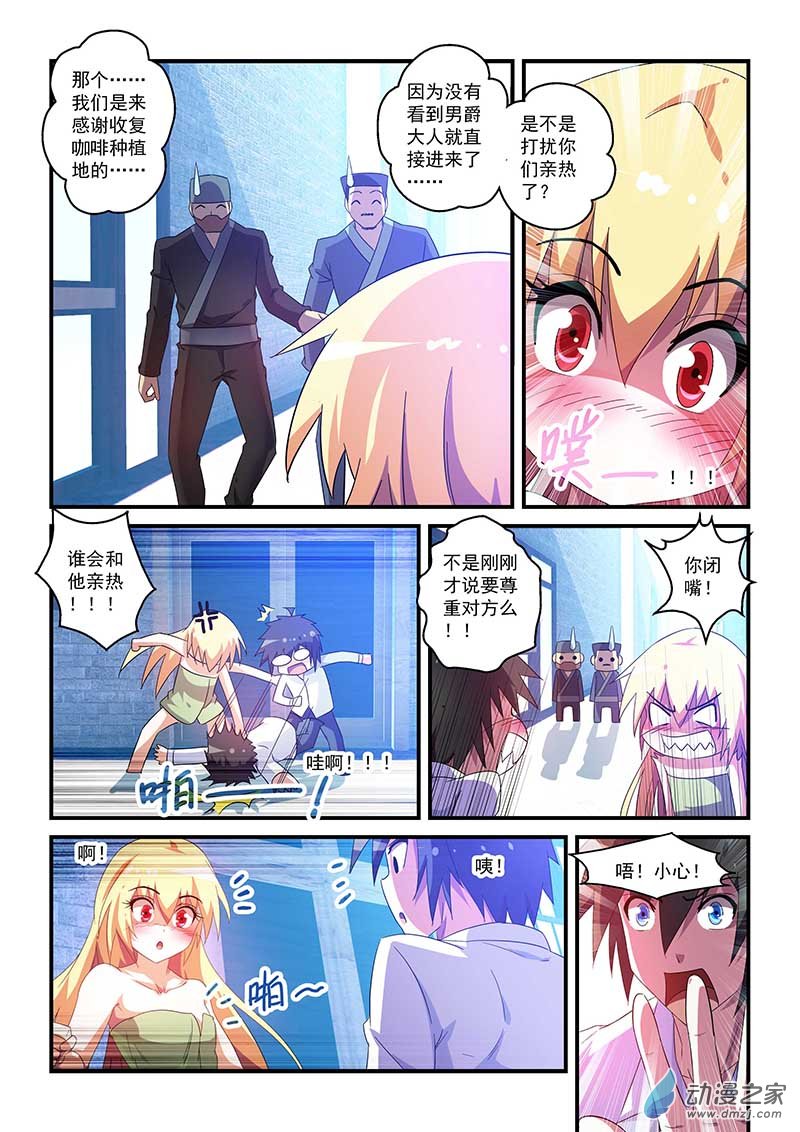 那个……
我们是来
感谢收复
咖啡种植
地的……
因为没有
看到男爵
大人就直
接进来了
……
是不是
打扰你
们亲热
了？
噗——！！！
谁会和
他亲热
！！！
哇啊！！！
啪——！
不是刚刚
才说要尊
重对方么
！！
你闭
嘴！
啊！
啪～
咦！
唔！小心！
动漫之家
www.dmzj.com